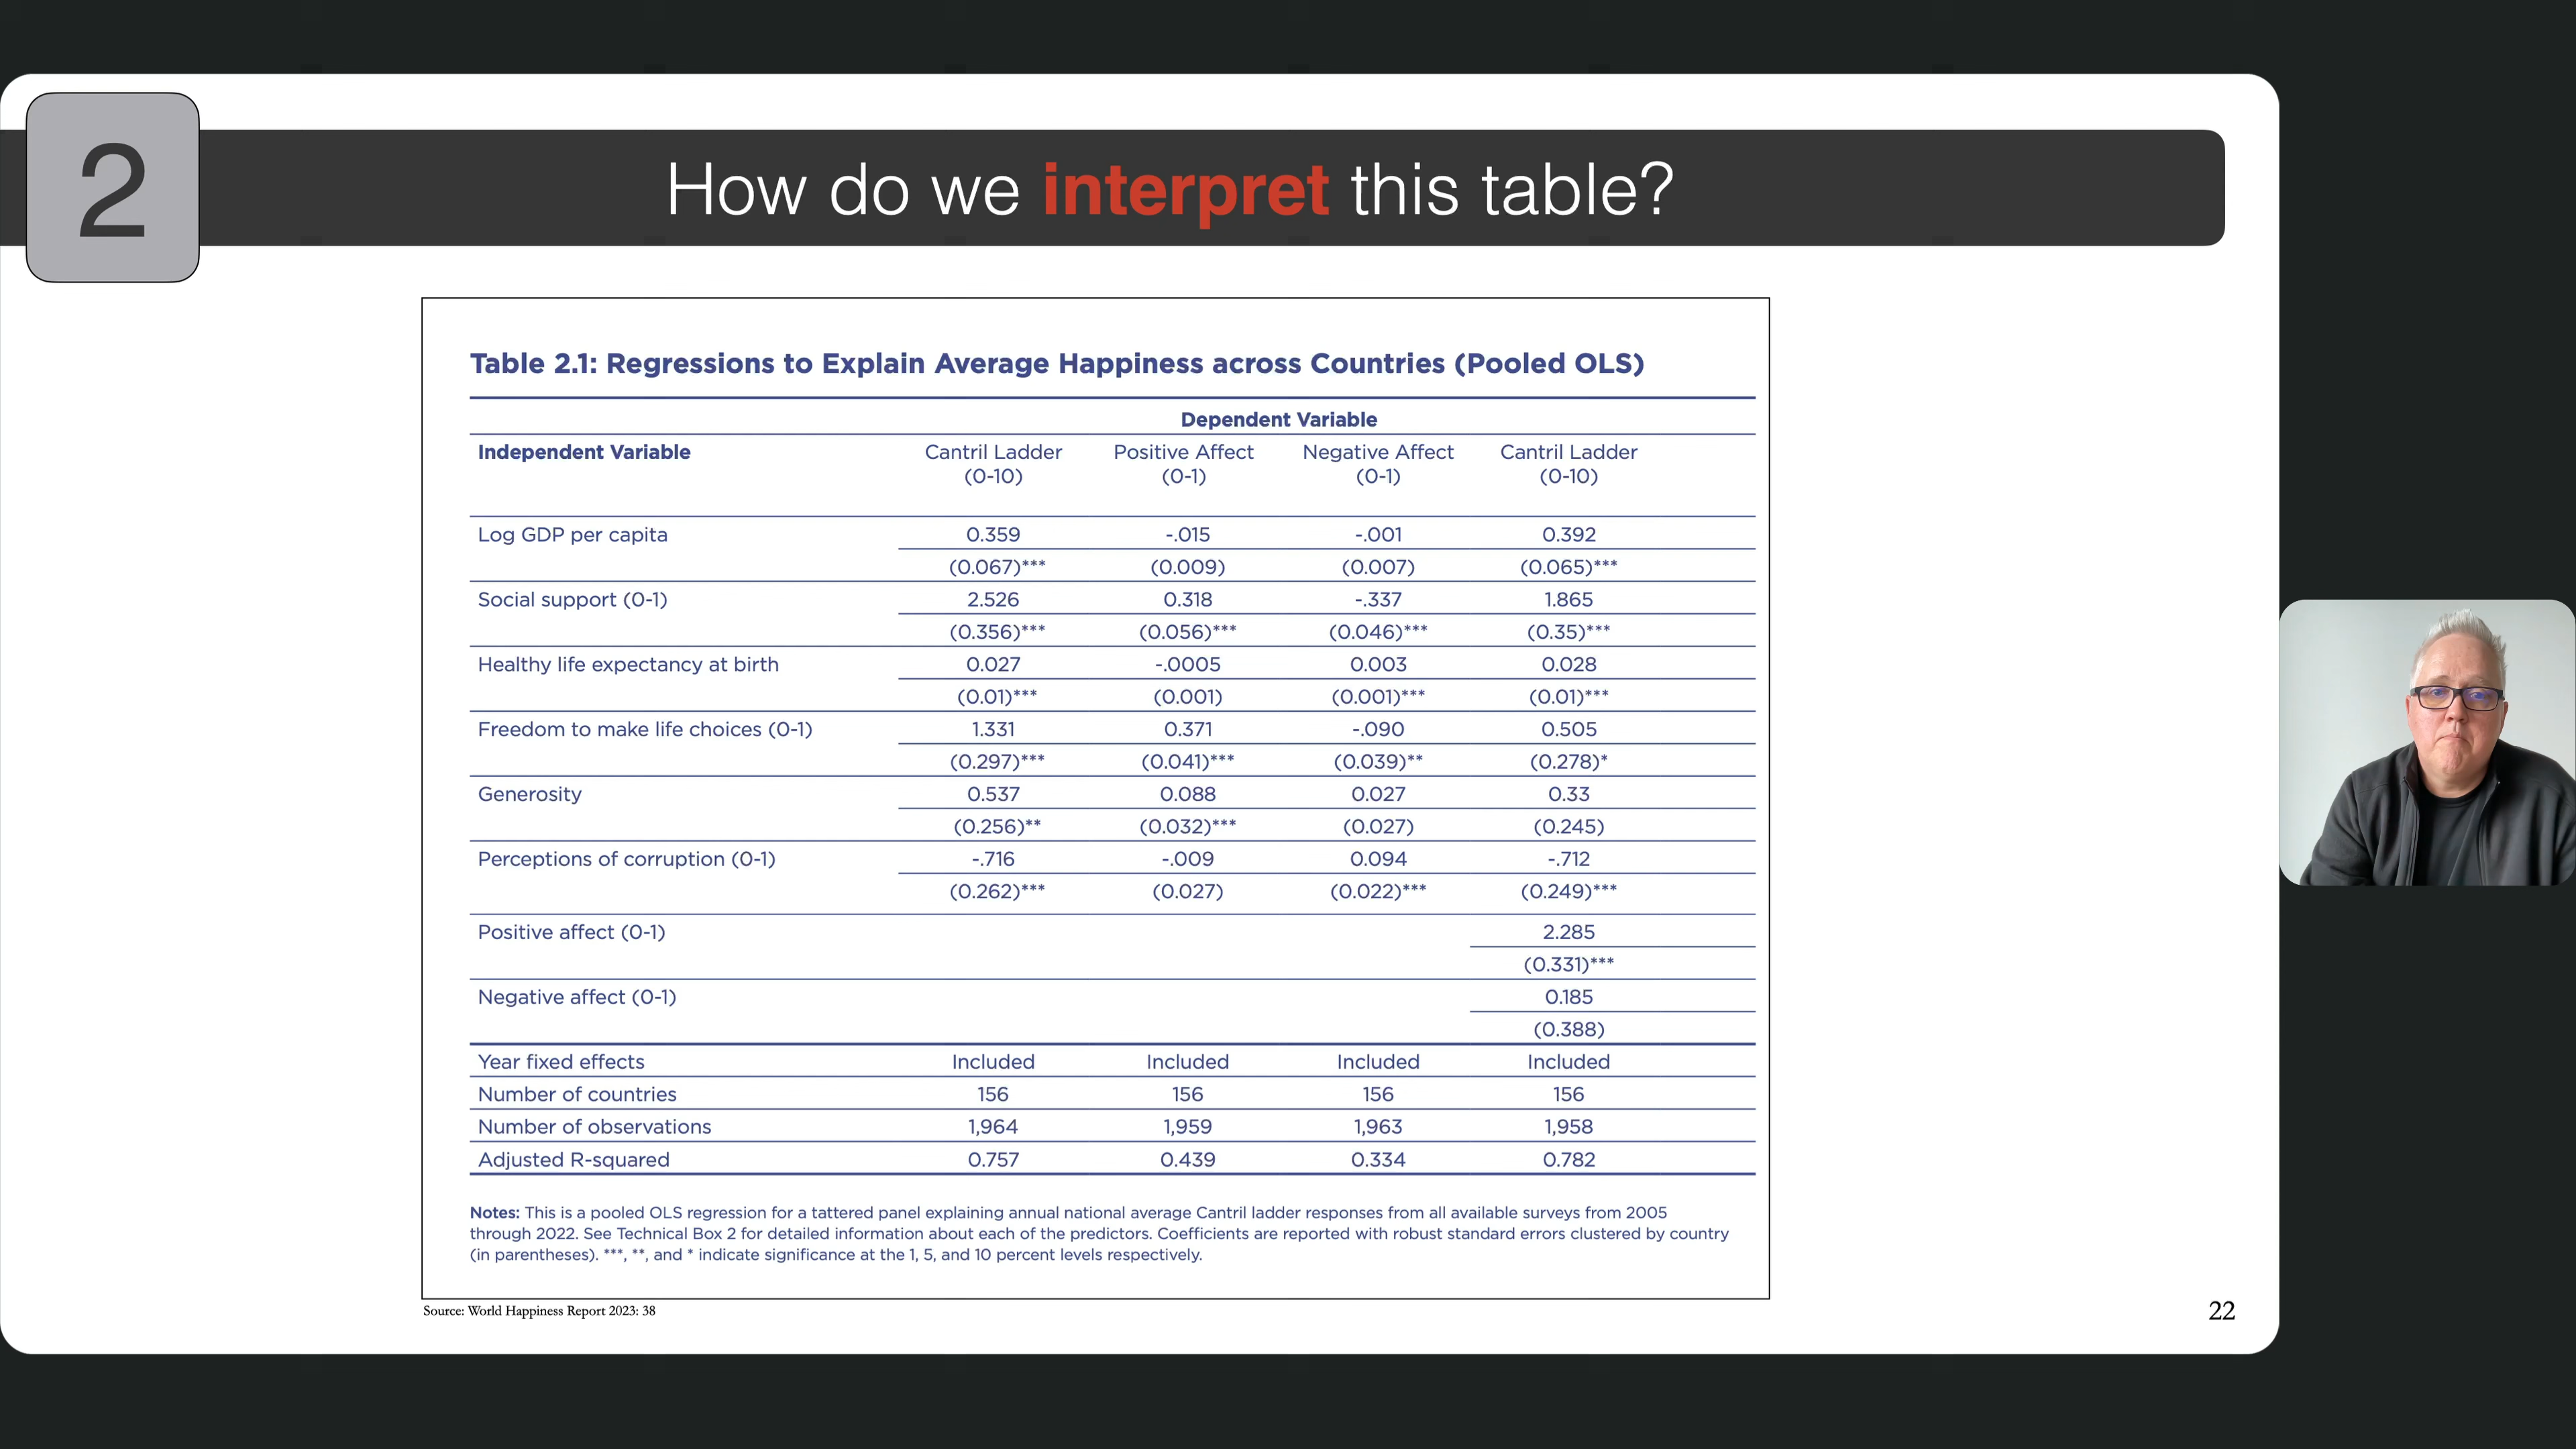 2
How do we interpret this table?
Table 2.1: Regressions to Explain Average Happiness across Countries (Pooled OLS)
Dependent Variable
Independent Variable Cantril Ladder (0-10) Positive Affect (0-1) Negative Affect (0-1) Cantril Ladder (0-10)
Log GDP per capita 0.359 -.015 -.001 0.392
(0.067)*** (0.009) (0.007) (0.065)***
Social support (0-1) 2.526 0.318 -.337 1.865
(0.356)*** (0.056)*** (0.046)*** (0.35)***
Healthy life expectancy at birth 0.027 -.0005 0.003 0.028
(0.01)*** (0.001) (0.001)*** (0.01)***
Freedom to make life choices (0-1) 1.331 0.371 -.090 0.505
(0.297)*** (0.041)*** (0.039)** (0.278)*
Generosity 0.537 0.088 0.027 0.33
(0.256)** (0.032)*** (0.027) (0.245)
Perceptions of corruption (0-1) -.716 -.009 0.094 -.712
(0.262)*** (0.027) (0.022)*** (0.249)***
Positive affect (0-1) 2.285
(0.331)***
Negative affect (0-1) 0.185
(0.388)
Year fixed effects Included Included Included Included
Number of countries 156 156 156 156
Number of observations 1,964 1,959 1,963 1,958
Adjusted R-squared 0.757 0.439 0.334 0.782
Notes: This is a pooled OLS regression for a tattered panel explaining annual national average Cantril ladder responses from all available surveys from 2005
through 2022. See Technical Box 2 for detailed information about each of the predictors. Coefficients are reported with robust standard errors clustered by country
(in parentheses). ***, **, and * indicate significance at the 1, 5, and 10 percent levels respectively.
Source: World Happiness Report 2023: 38
22